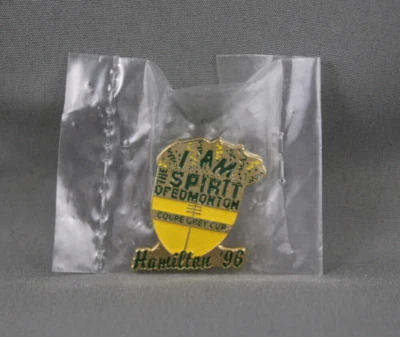 I AM
THE SPIRIT
OF EDMONTON
COUPE GREY CUP
Hamilton '96